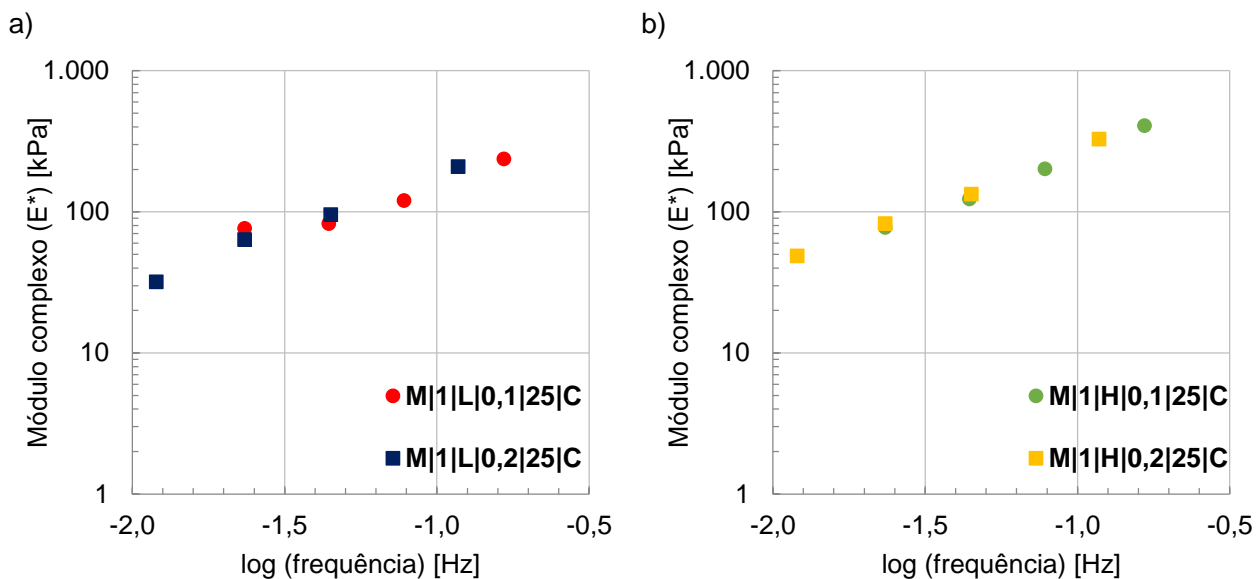 a)
Módulo complexo (E*) [kPa]
1.000
100
10
1
-2,0
-1,5
-1,0
-0,5
log (frequência) [Hz]
M|1|L|0,1|25|C
M|1|L|0,2|25|C
b)
Módulo complexo (E*) [kPa]
1.000
100
10
1
-2,0
-1,5
-1,0
-0,5
log (frequência) [Hz]
M|1|H|0,1|25|C
M|1|H|0,2|25|C